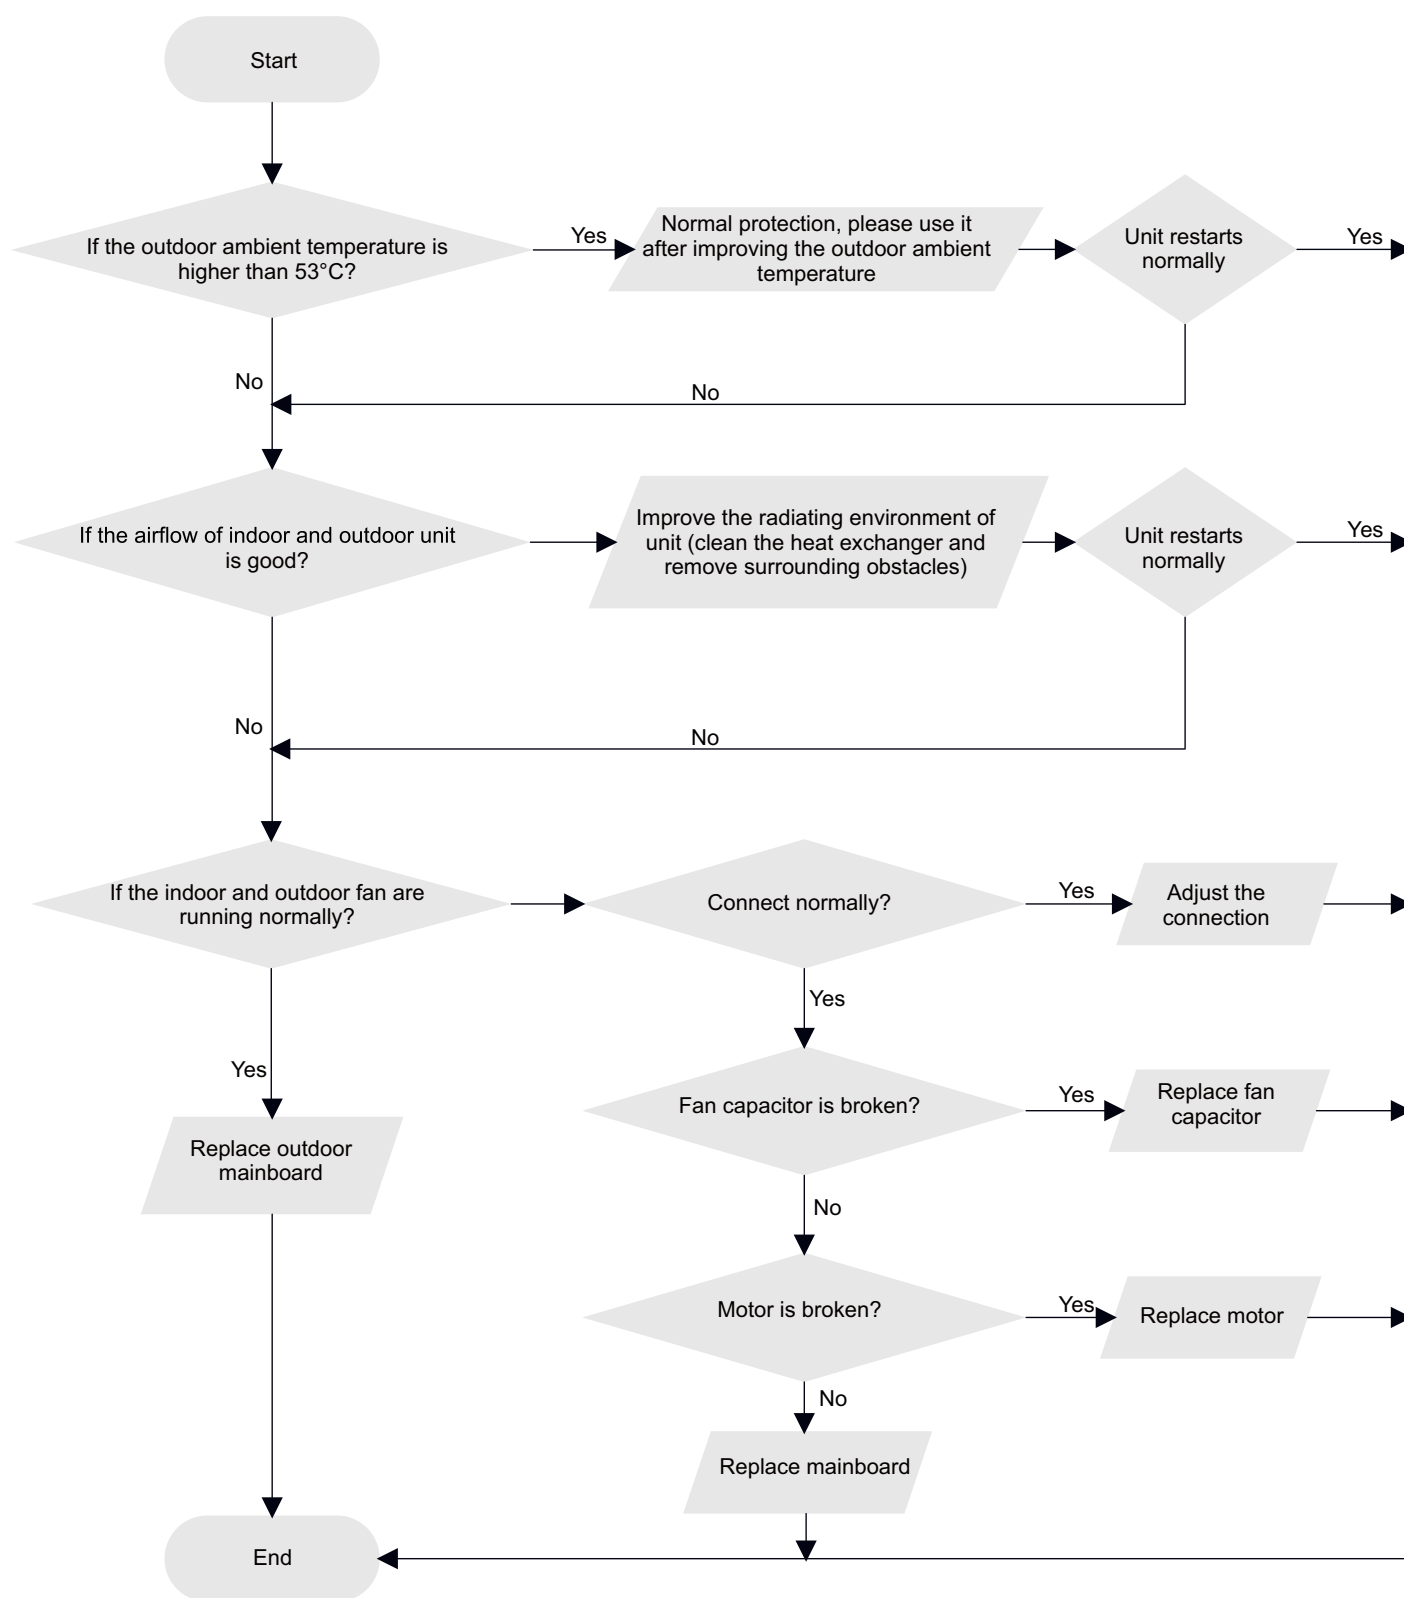 Start
If the outdoor ambient temperature is
higher than 53°C?
Yes
Normal protection, please use it
after improving the outdoor ambient
temperature
Unit restarts
normally
Yes
No
No
If the airflow of indoor and outdoor unit
is good?
Improve the radiating environment of
unit (clean the heat exchanger and
remove surrounding obstacles)
Unit restarts
normally
Yes
No
No
If the indoor and outdoor fan are
running normally?
Connect normally?
Yes
Adjust the
connection
Yes
Yes
Fan capacitor is broken?
Yes
Replace fan
capacitor
Replace outdoor
mainboard
No
Motor is broken?
Yes
Replace motor
No
Replace mainboard
End